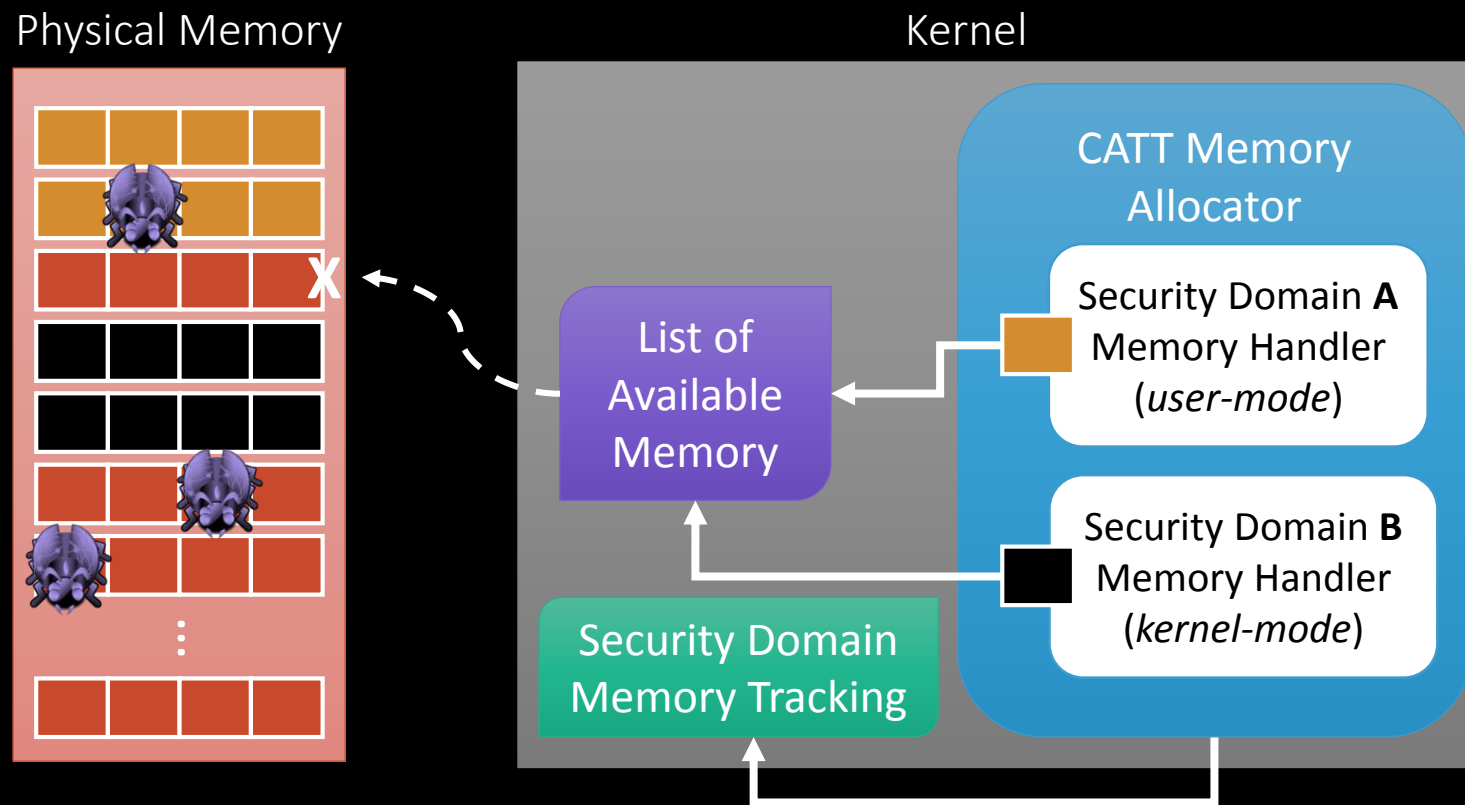 Physical Memory
Kernel
X
⋮
List of
Available
Memory
Security Domain
Memory Tracking
CATT Memory
Allocator
Security Domain A
Memory Handler
(user-mode)
Security Domain B
Memory Handler
(kernel-mode)